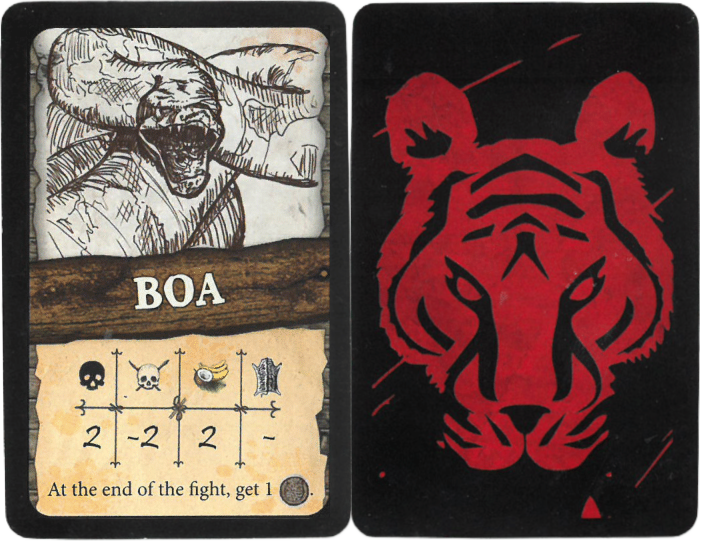 BOA
2 -2 2 -
At the end of the fight, get 1 .